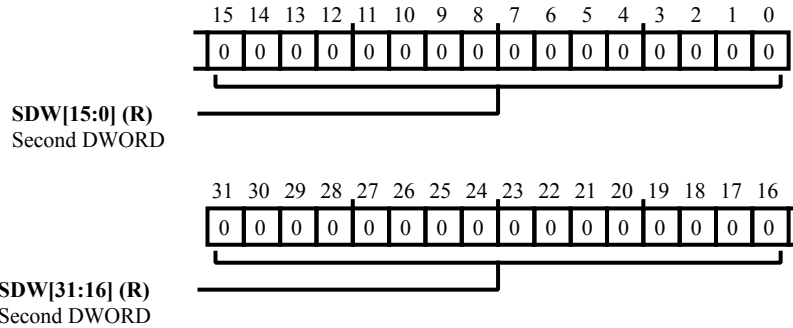 15 14 13 12 11 10 9 8 7 6 5 4 3 2 1 0
0 0 0 0 0 0 0 0 0 0 0 0 0 0 0 0
SDW[15:0] (R)
Second DWORD
31 30 29 28 27 26 25 24 23 22 21 20 19 18 17 16
0 0 0 0 0 0 0 0 0 0 0 0 0 0 0 0
SDW[31:16] (R)
Second DWORD